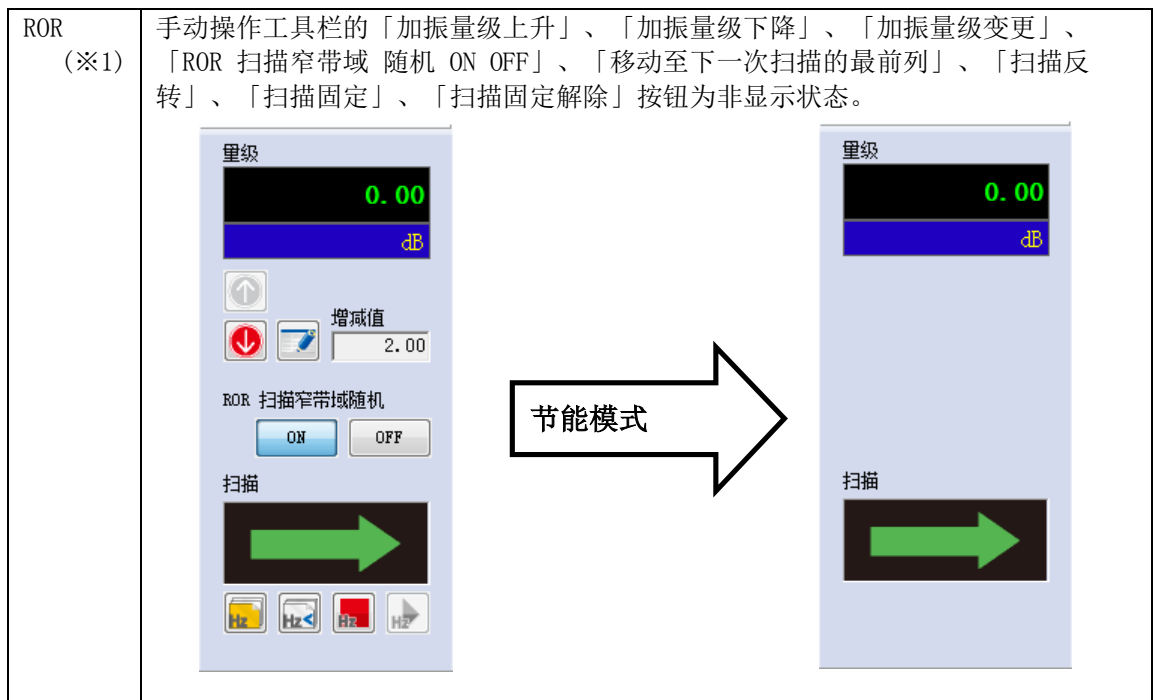 ROR
(※1)
手动操作工具栏的「加振量级上升」、「加振量级下降」、「加振量级变更」、
「ROR 扫描窄带域 随机 ON OFF」、「移动至下一次扫描的最前列」、「扫描反
转」、「扫描固定」、「扫描固定解除」按钮为非显示状态。
量级
0.00
dB
增减值
2.00
ROR 扫描窄带域随机
ON OFF
扫描
Hz Hz< Hz Hz
节能模式
量级
0.00
dB
扫描